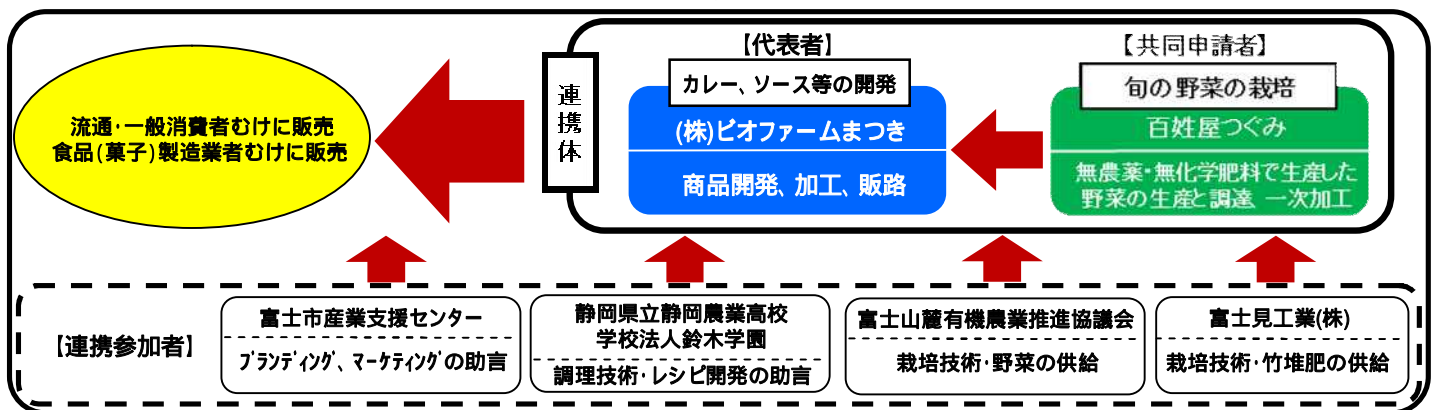 【代表者】
【共同申請者】
連携体
カレー、ソース等の開発
(株)ビオファームまつき
商品開発、加工、販路
旬の野菜の栽培
百姓屋つぐみ
無農薬・無化学肥料で生産した
野菜の生産と調達、一次加工
流通・一般消費者むけに販売
食品(菓子)製造業者むけに販売
【連携参加者】
富士市産業支援センター
ブランディング、マーケティングの助言
静岡県立静岡農業高校
学校法人鈴木学園
調理技術・レシピ開発の助言
富士山麓有機農業推進協議会
栽培技術・野菜の供給
富士見工業(株)
栽培技術・竹堆肥の供給